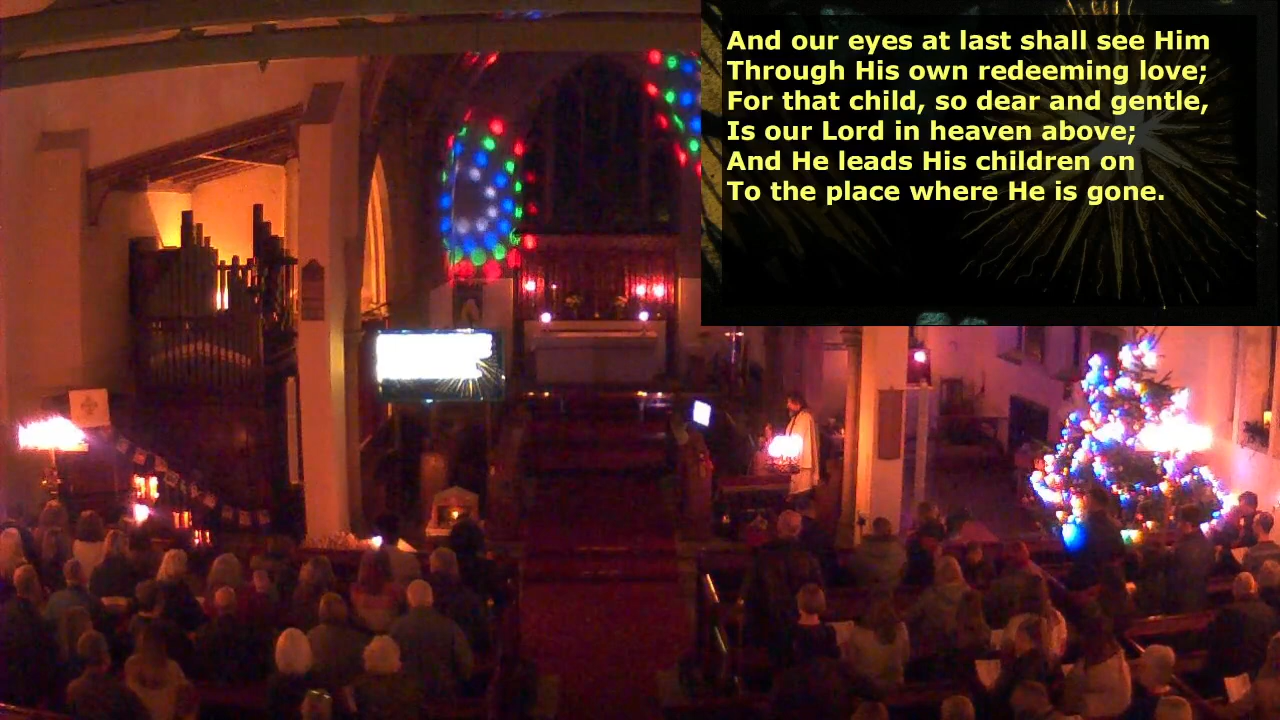 And our eyes at last shall see Him
Through His own redeeming love;
For that child, so dear and gentle,
Is our Lord in heaven above;
And He leads His children on
To the place where He is gone.